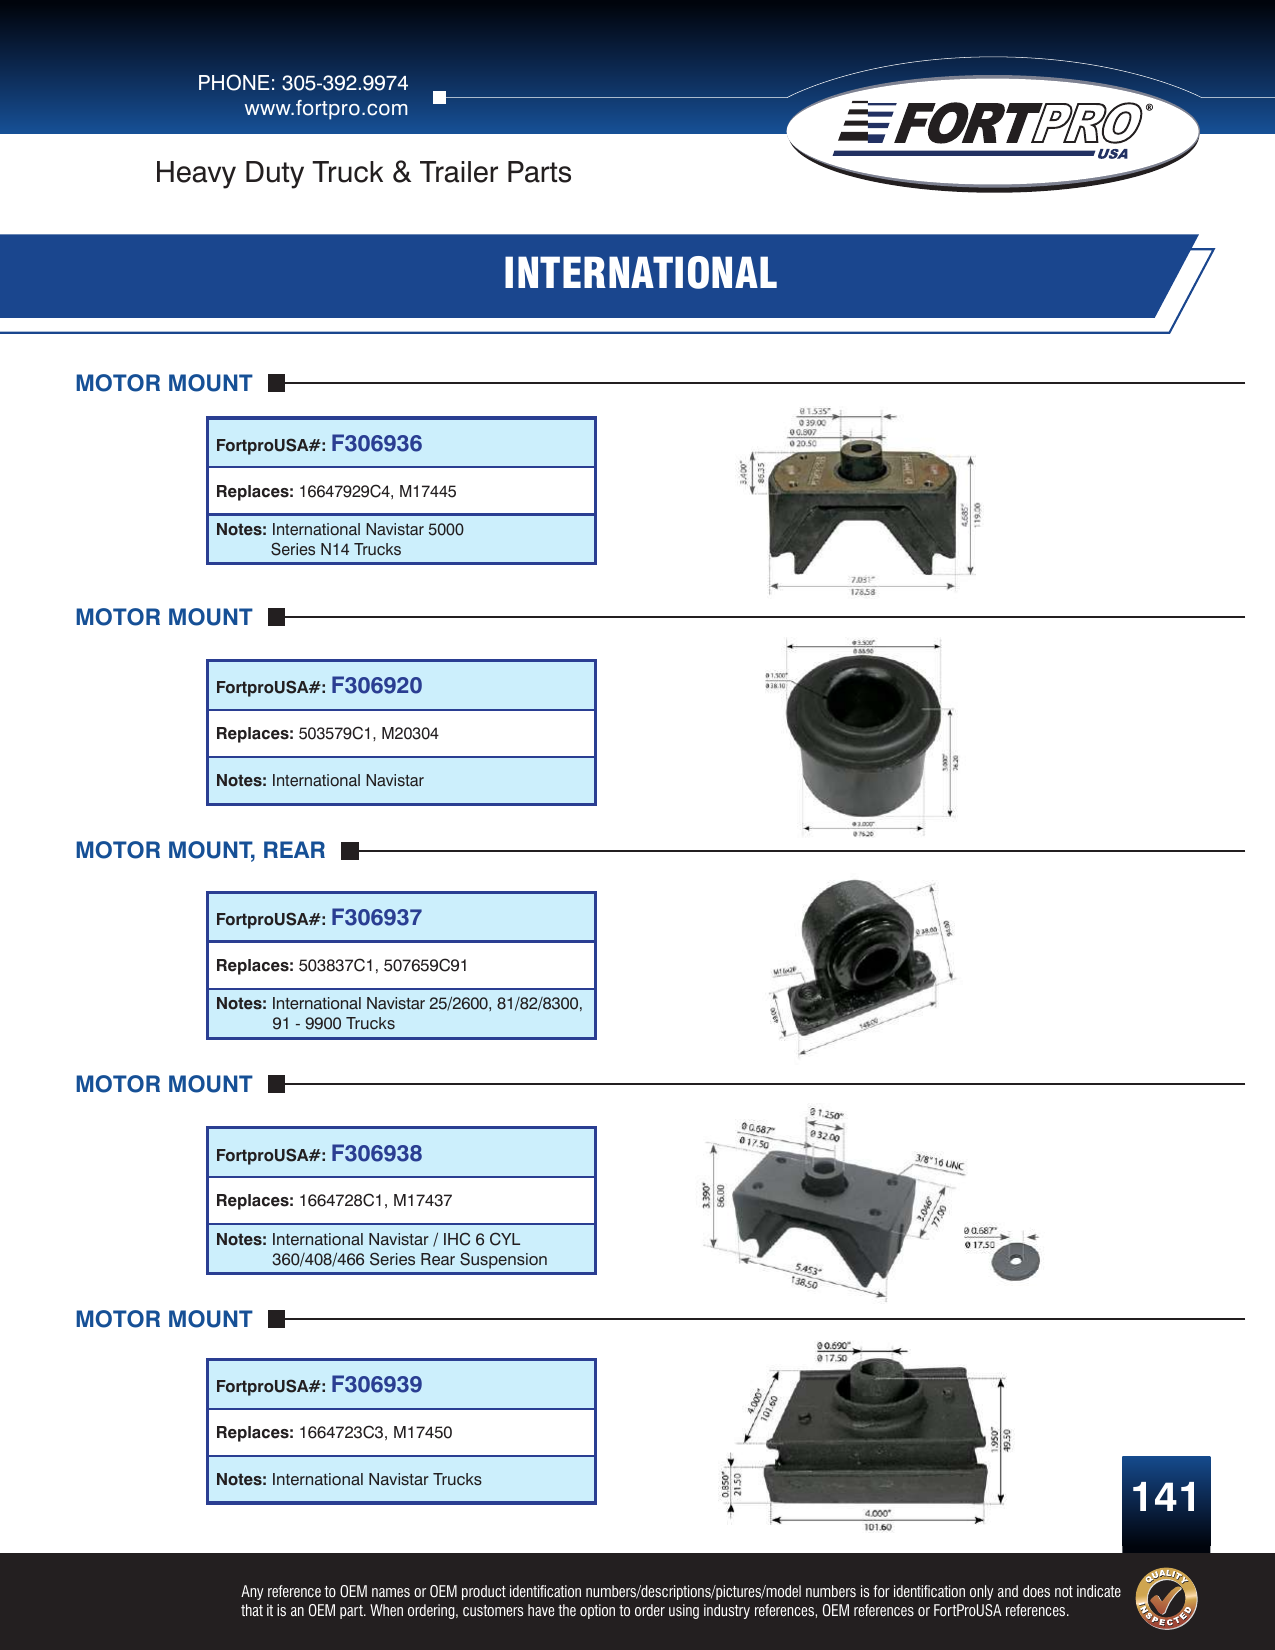 PHONE: 305-392.9974
www.fortpro.com
FORTPRO®
USA
Heavy Duty Truck & Trailer Parts
INTERNATIONAL
MOTOR MOUNT
FortproUSA#: F306936
Replaces: 16647929C4, M17445
Notes: International Navistar 5000
Series N14 Trucks
Ø 1.535"
Ø 39.00
Ø 0.807
Ø 20.50
3.400"
86.35
4.685"
119.00
7.031"
178.58
MOTOR MOUNT
FortproUSA#: F306920
Replaces: 503579C1, M20304
Notes: International Navistar
Ø 3.500"
Ø 88.90
Ø 1.500"
Ø 38.10
3.000"
76.20
Ø 3.000"
Ø 76.20
MOTOR MOUNT, REAR
FortproUSA#: F306937
Replaces: 503837C1, 507659C91
Notes: International Navistar 25/2600, 81/82/8300,
91 - 9900 Trucks
Ø 38.00
M16x2P
148.00
MOTOR MOUNT
FortproUSA#: F306938
Replaces: 1664728C1, M17437
Notes: International Navistar / IHC 6 CYL
360/408/466 Series Rear Suspension
Ø 1.250"
Ø 32.00
Ø 0.687"
Ø 17.50
3/8" 16 UNC
3.390"
86.00
3.046"
77.00
Ø 0.687"
Ø 17.50
5.453"
138.50
MOTOR MOUNT
FortproUSA#: F306939
Replaces: 1664723C3, M17450
Notes: International Navistar Trucks
Ø 0.690"
Ø 17.50
4.000"
101.60
1.950"
49.50
0.850"
21.50
4.000"
101.60
141
Any reference to OEM names or OEM product identification numbers/descriptions/pictures/model numbers is for identification only and does not indicate
that it is an OEM part. When ordering, customers have the option to order using industry references, OEM references or FortProUSA references.
QUALITY
INSPECTED